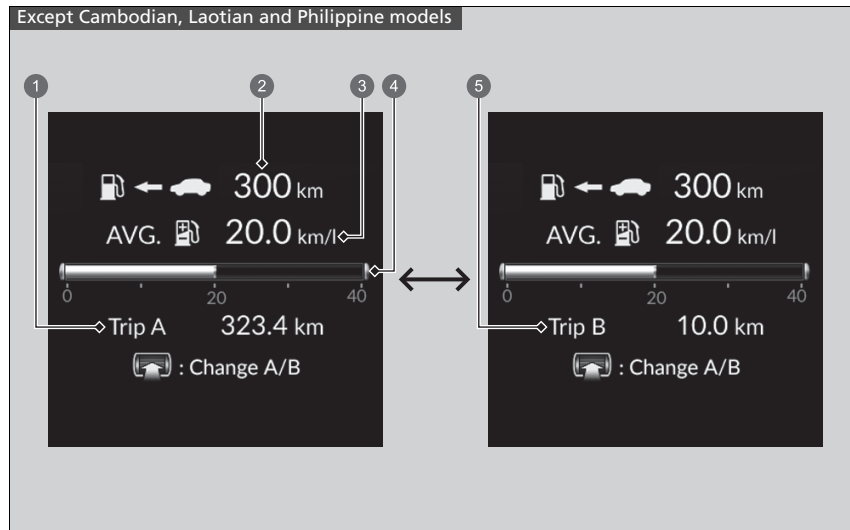 Except Cambodian, Laotian and Philippine models
1 2 3 4 5
300 km
AVG. 20.0 km/l
0 20 40
Trip A 323.4 km
: Change A/B
300 km
AVG. 20.0 km/l
0 20 40
Trip B 10.0 km
: Change A/B